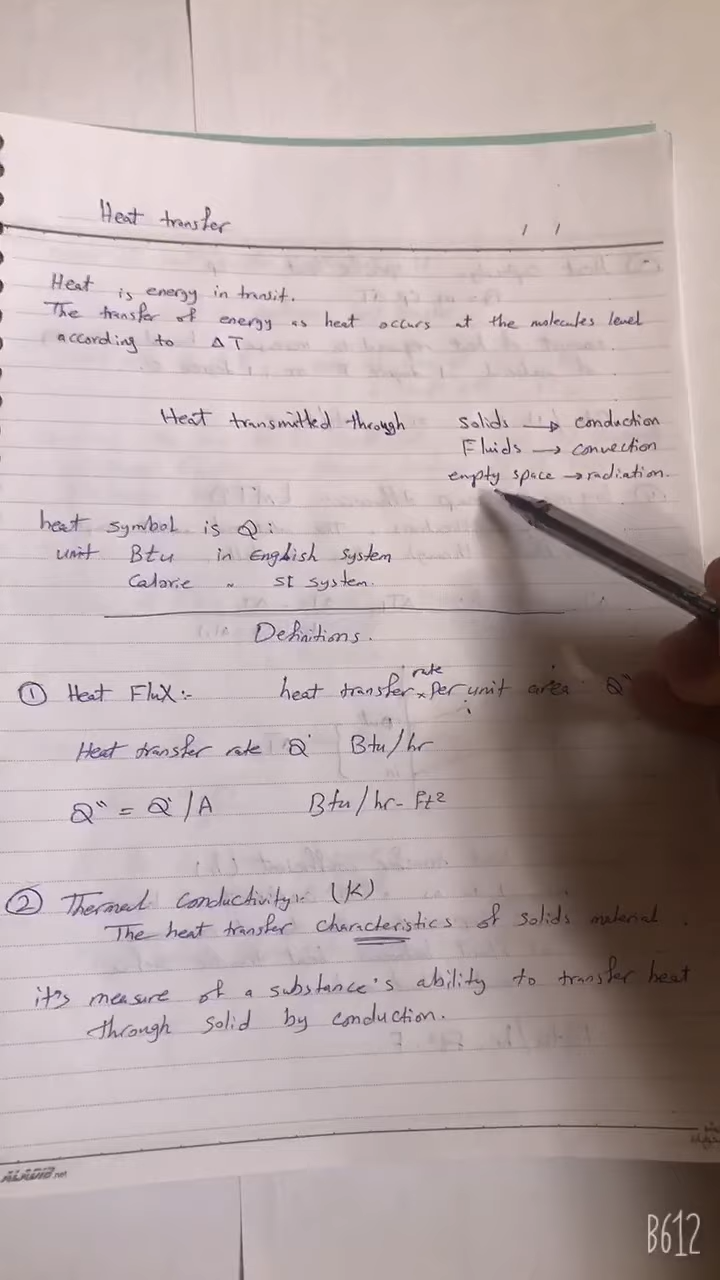 Heat transfer / /
Heat is energy in transit.
The transfer of energy as heat occurs at the molecules level
according to ΔT
Heat transmitted through solids → conduction
Fluids → convection
empty space → radiation.
heat symbol is Q:
unit Btu in English system
Calorie " SI system.
Definitions.
① Heat Flux:- heat transfer rate per unit area Q"
Heat transfer rate Q̇ Btu/hr
Q" = Q̇/A Btu/hr-Ft²
② Thermal Conductivity:- (K)
The heat transfer characteristics of solids material.
it's measure of a substance's ability to transfer heat
through solid by conduction.
B612